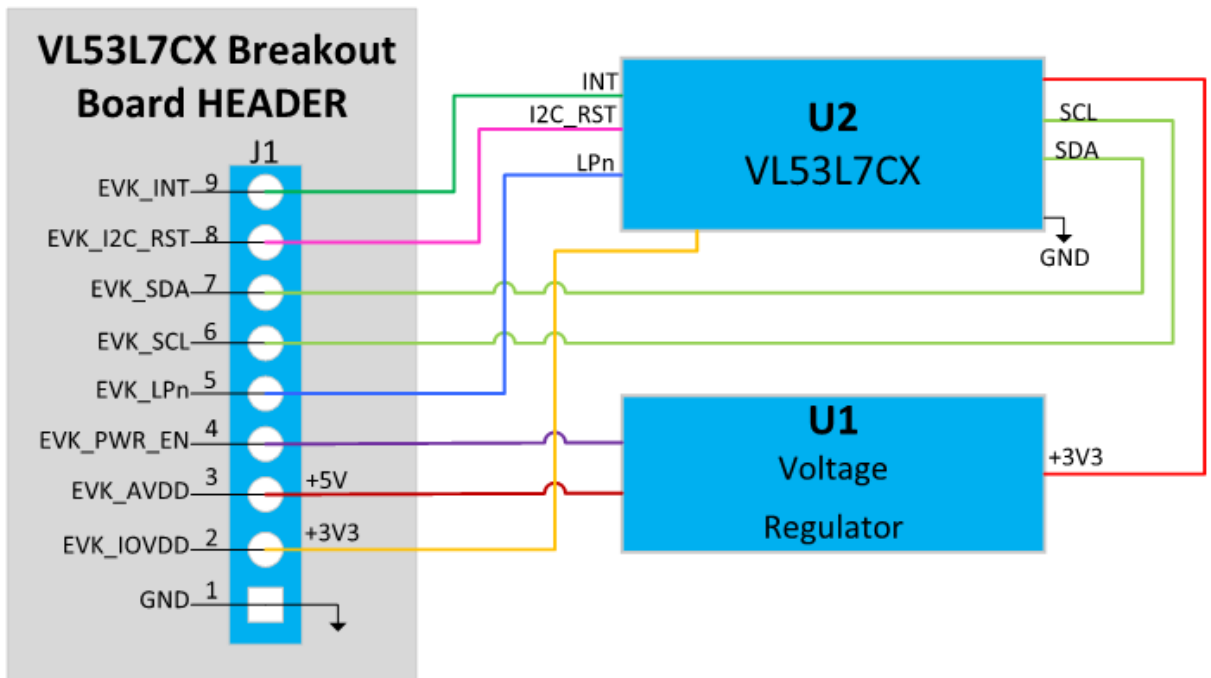 VL53L7CX Breakout
Board HEADER
J1
EVK_INT 9
EVK_I2C_RST 8
EVK_SDA 7
EVK_SCL 6
EVK_LPn 5
EVK_PWR_EN 4
EVK_AVDD 3 +5V
EVK_IOVDD 2 +3V3
GND 1
INT
I2C_RST
LPn
U2
VL53L7CX
SCL
SDA
GND
U1
Voltage
Regulator
+3V3